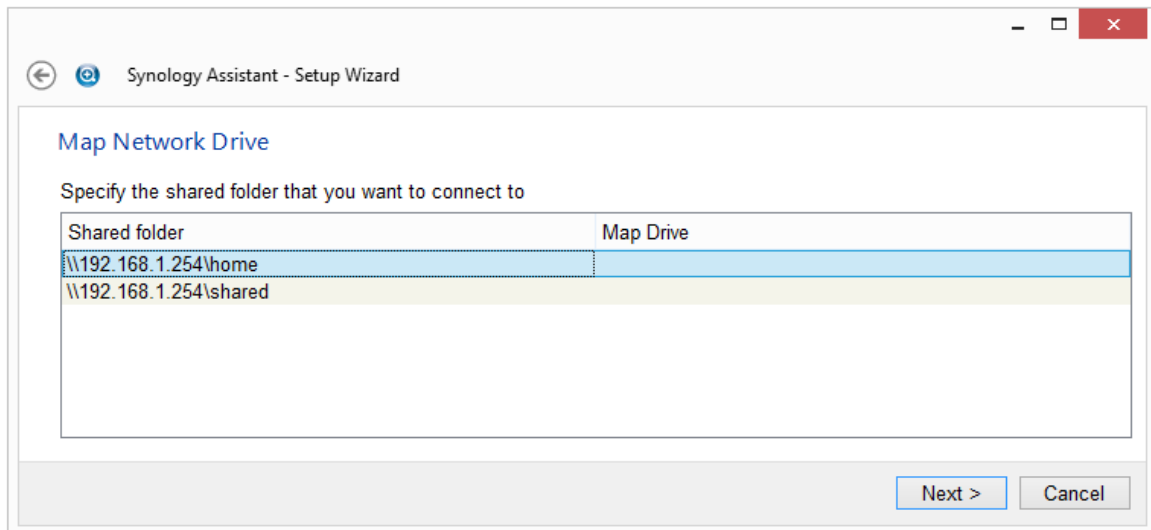 Synology Assistant - Setup Wizard
Map Network Drive
Specify the shared folder that you want to connect to
Shared folder Map Drive
\\192.168.1.254\home
\\192.168.1.254\shared
Next > Cancel